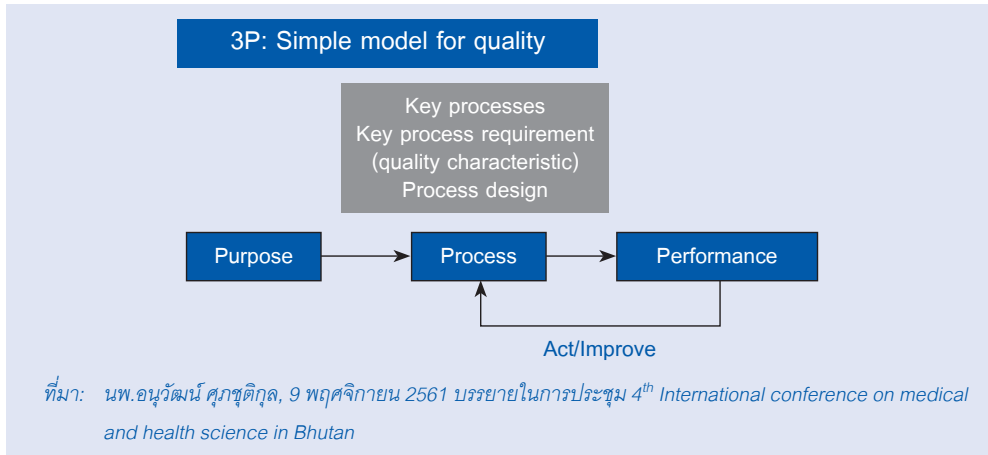 3P: Simple model for quality
Key processes
Key process requirement
(quality characteristic)
Process design
Purpose
Process
Performance
Act/Improve
ที่มา: นพ.อนุวัฒน์ ศุภชุติกุล, 9 พฤศจิกายน 2561 บรรยายในการประชุม 4th International conference on medical
and health science in Bhutan